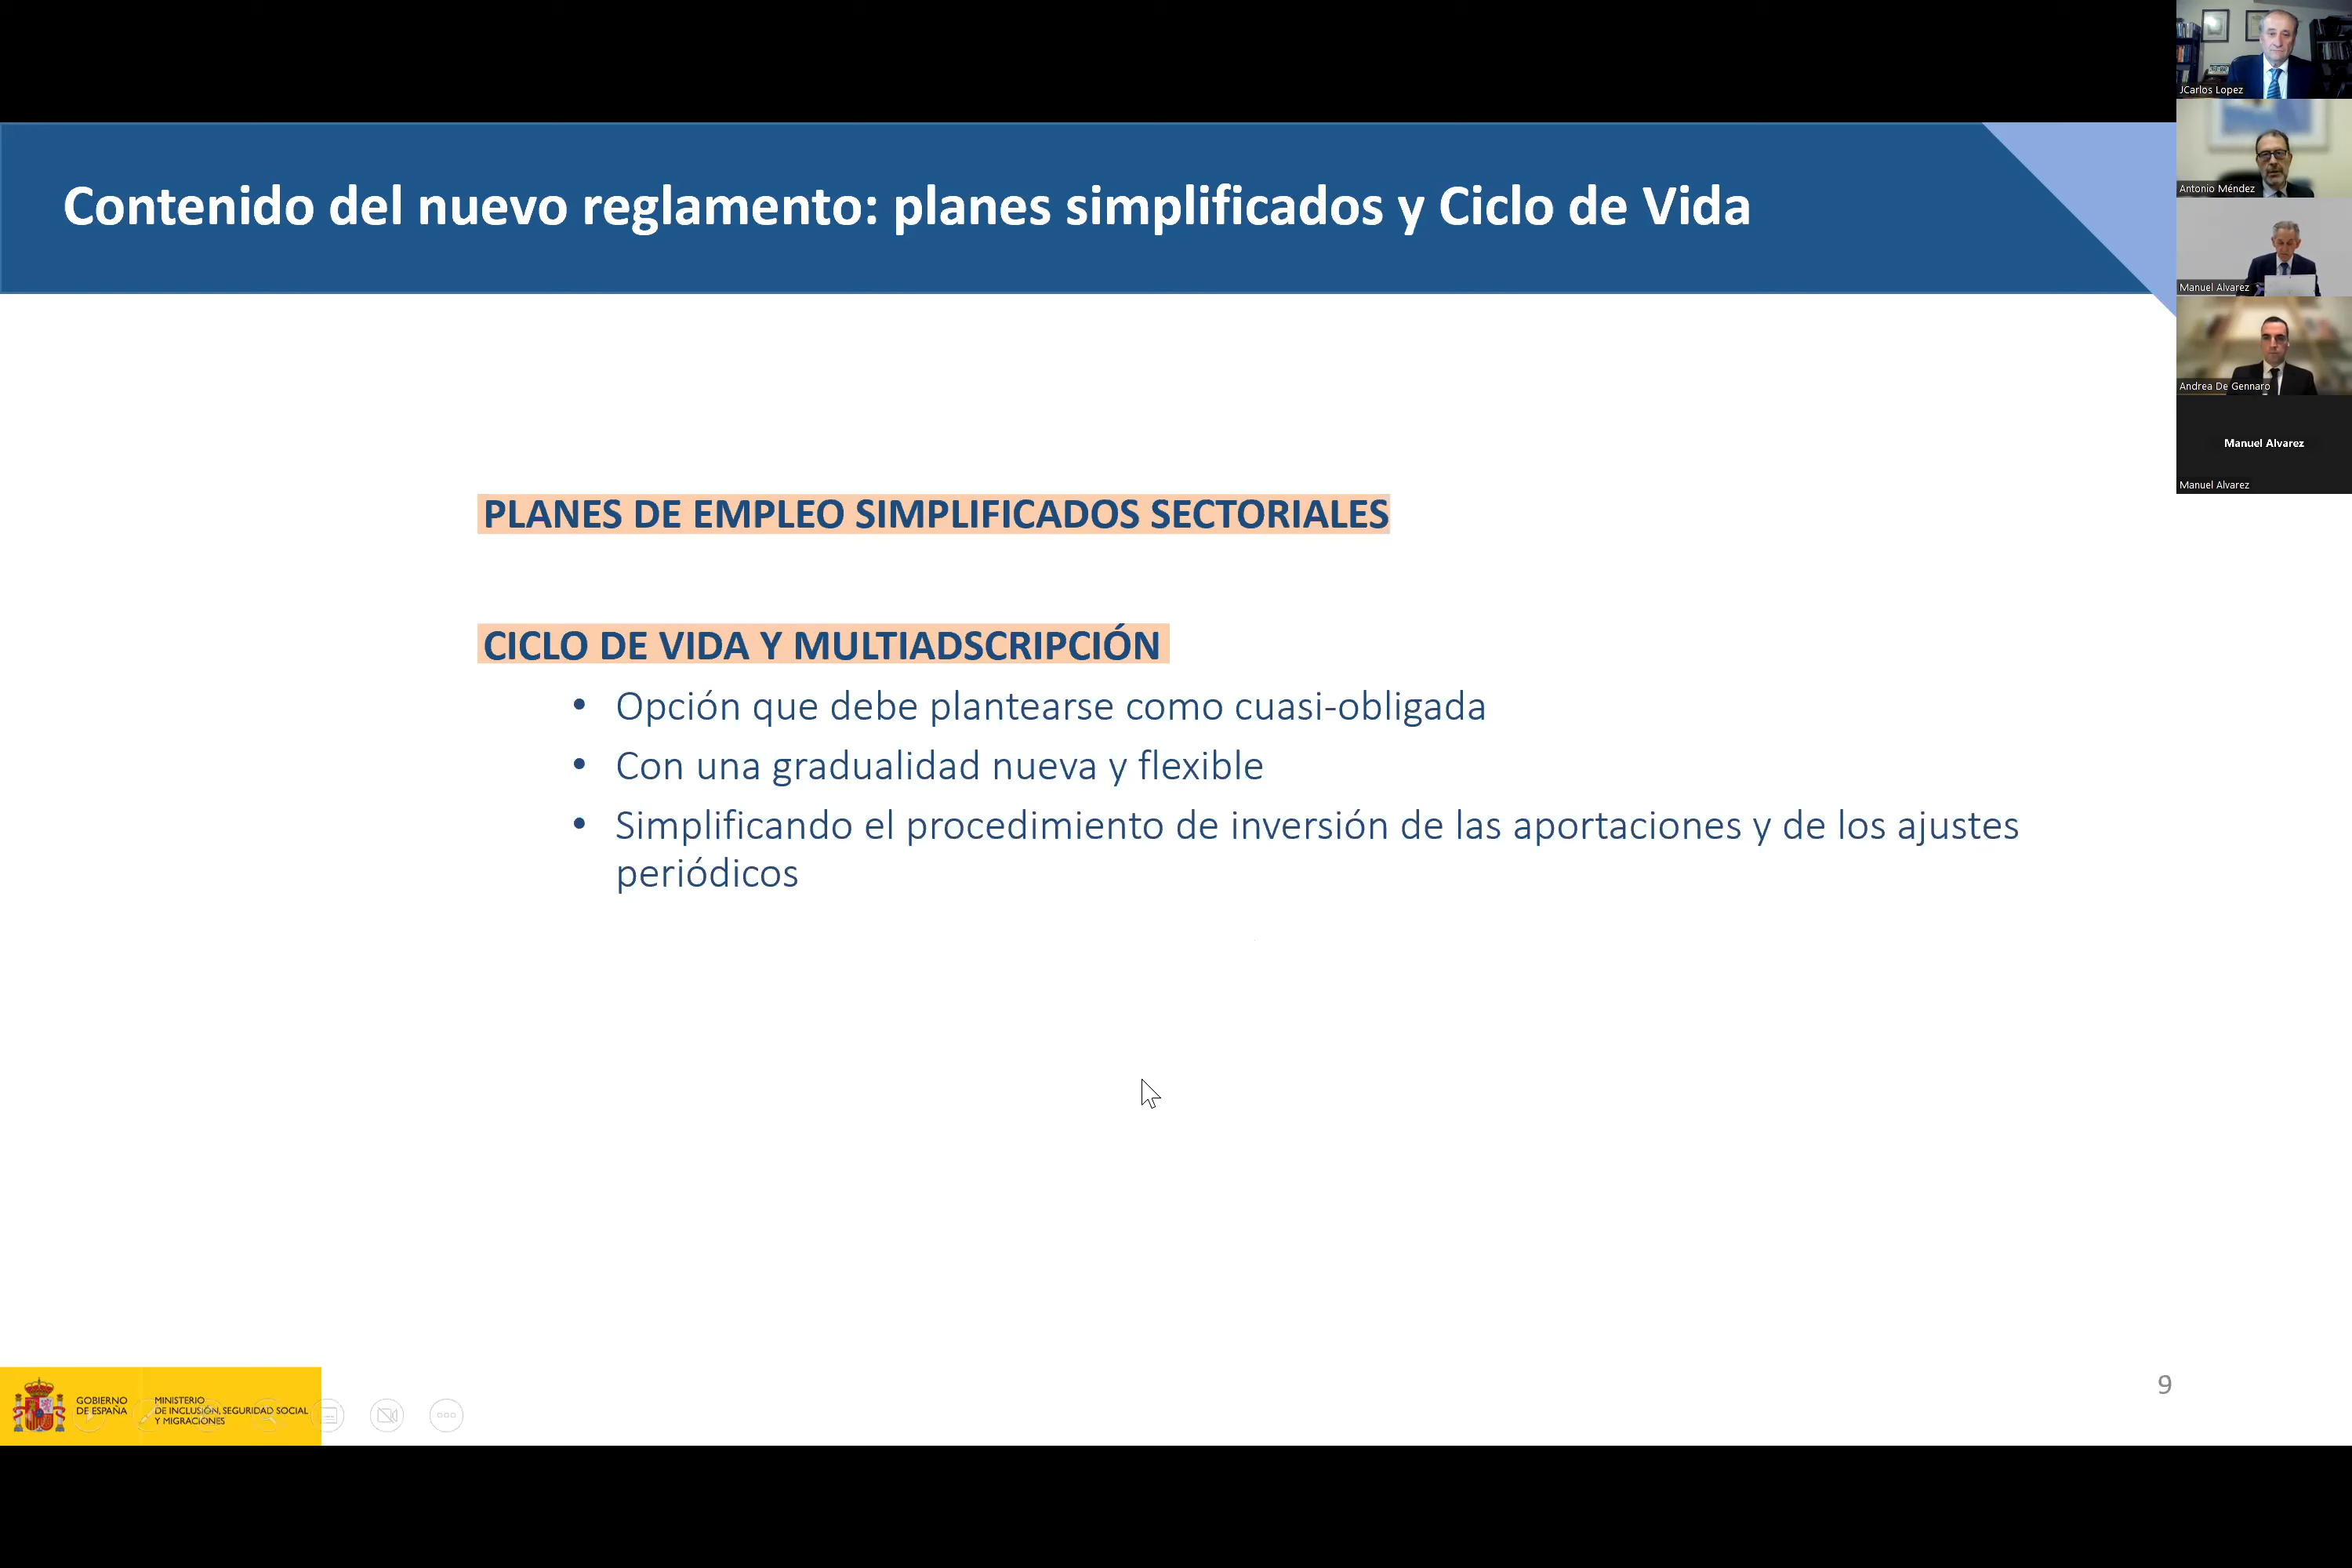 Contenido del nuevo reglamento: planes simplificados y Ciclo de Vida
PLANES DE EMPLEO SIMPLIFICADOS SECTORIALES
CICLO DE VIDA Y MULTIADSCRIPCIÓN
• Opción que debe plantearse como cuasi-obligada
• Con una gradualidad nueva y flexible
• Simplificando el procedimiento de inversión de las aportaciones y de los ajustes
periódicos
JCarlos Lopez
Antonio Méndez
Manuel Alvarez
Andrea De Gennaro
Manuel Alvarez
Manuel Alvarez
GOBIERNO
DE ESPAÑA
MINISTERIO
DE INCLUSIÓN, SEGURIDAD SOCIAL
Y MIGRACIONES
9